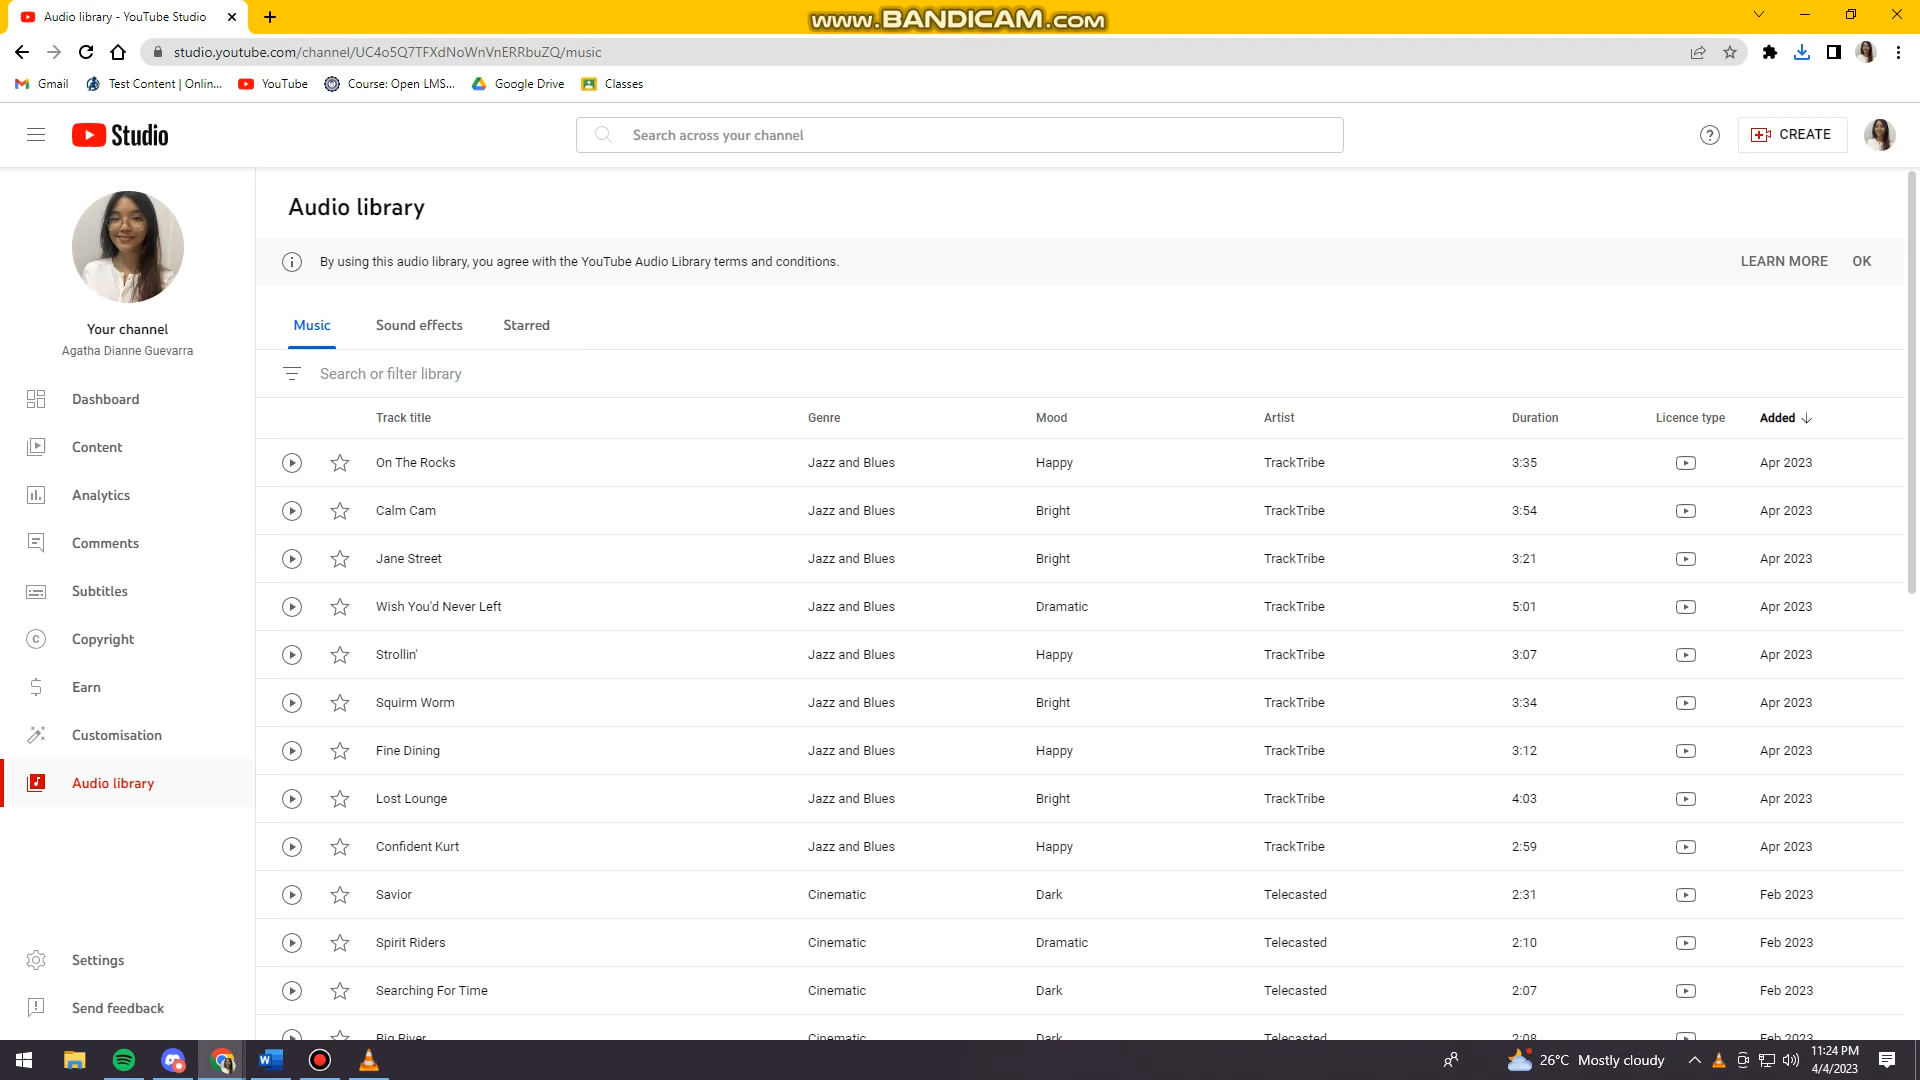 Audio library - YouTube Studio
www.BANDICAM.com
studio.youtube.com/channel/UC4o5Q7TFXdNoWnVnERRbuZQ/music
Gmail
Test Content | Onlin...
YouTube
Course: Open LMS...
Google Drive
Classes
Studio
Search across your channel
CREATE
Your channel
Agatha Dianne Guevarra
Dashboard
Content
Analytics
Comments
Subtitles
Copyright
Earn
Customisation
Audio library
Settings
Send feedback
Audio library
By using this audio library, you agree with the YouTube Audio Library terms and conditions.
LEARN MORE OK
Music Sound effects Starred
Search or filter library
Track title Genre Mood Artist Duration Licence type Added
On The Rocks Jazz and Blues Happy TrackTribe 3:35 Apr 2023
Calm Cam Jazz and Blues Bright TrackTribe 3:54 Apr 2023
Jane Street Jazz and Blues Bright TrackTribe 3:21 Apr 2023
Wish You'd Never Left Jazz and Blues Dramatic TrackTribe 5:01 Apr 2023
Strollin' Jazz and Blues Happy TrackTribe 3:07 Apr 2023
Squirm Worm Jazz and Blues Bright TrackTribe 3:34 Apr 2023
Fine Dining Jazz and Blues Happy TrackTribe 3:12 Apr 2023
Lost Lounge Jazz and Blues Bright TrackTribe 4:03 Apr 2023
Confident Kurt Jazz and Blues Happy TrackTribe 2:59 Apr 2023
Savior Cinematic Dark Telecasted 2:31 Feb 2023
Spirit Riders Cinematic Dramatic Telecasted 2:10 Feb 2023
Searching For Time Cinematic Dark Telecasted 2:07 Feb 2023
Big River Cinematic Dark Telecasted 2:08 Feb 2023
26°C Mostly cloudy
11:24 PM
4/4/2023